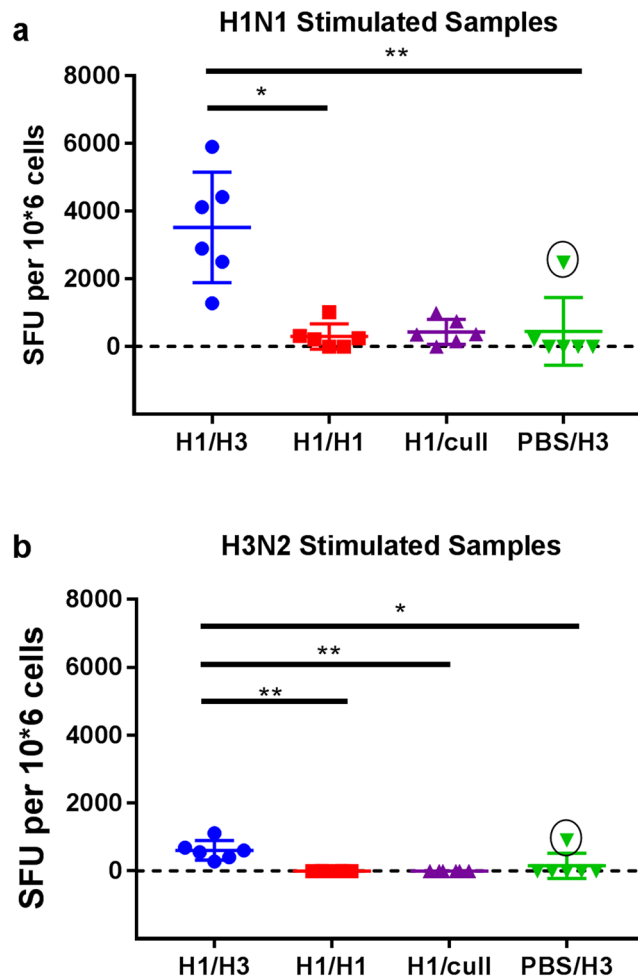 a
H1N1 Stimulated Samples
**
*
8000
6000
4000
2000
0
SFU per 10*6 cells
H1/H3 H1/H1 H1/cull PBS/H3
b
H3N2 Stimulated Samples
*
**
**
8000
6000
4000
2000
0
SFU per 10*6 cells
H1/H3 H1/H1 H1/cull PBS/H3